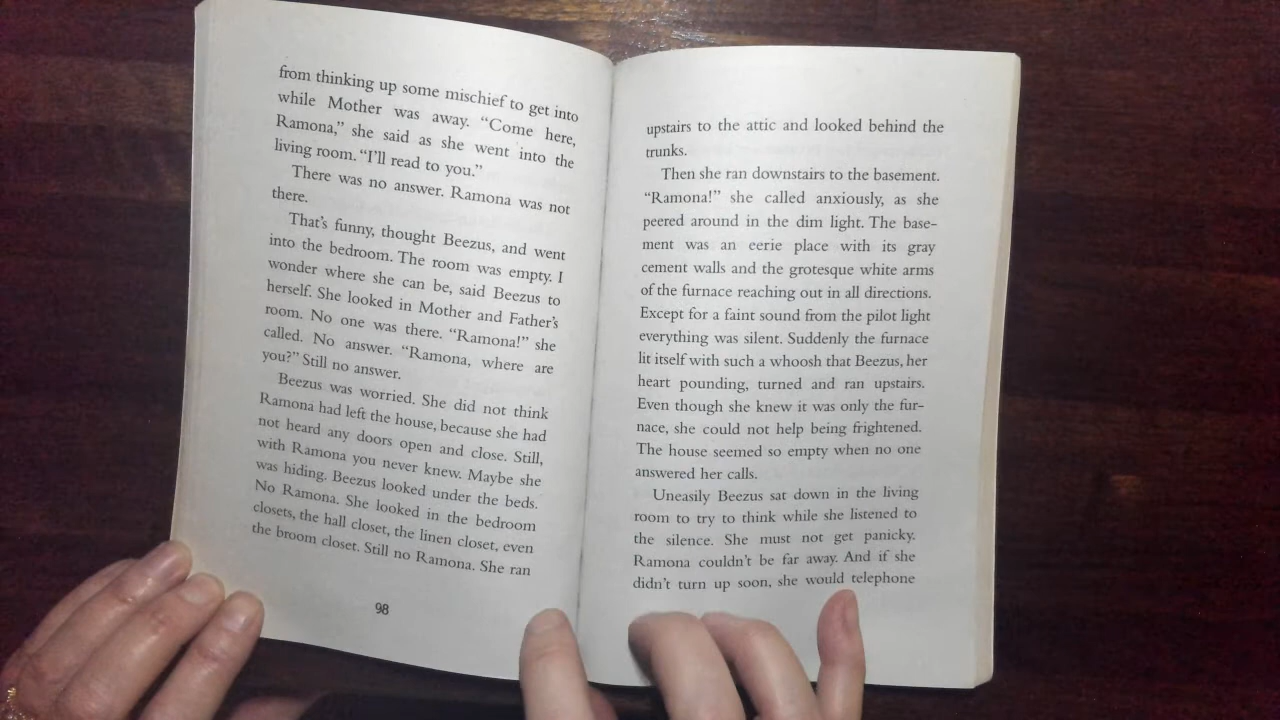 from thinking up some mischief to get into
while Mother was away. “Come here,
Ramona,” she said as she went into the
living room. “I’ll read to you.”
There was no answer. Ramona was not
there.
That’s funny, thought Beezus, and went
into the bedroom. The room was empty. I
wonder where she can be, said Beezus to
herself. She looked in Mother and Father’s
room. No one was there. “Ramona!” she
called. No answer. “Ramona, where are
you?” Still no answer.
Beezus was worried. She did not think
Ramona had left the house, because she had
not heard any doors open and close. Still,
with Ramona you never knew. Maybe she
was hiding. Beezus looked under the beds.
No Ramona. She looked in the bedroom
closets, the hall closet, the linen closet, even
the broom closet. Still no Ramona. She ran
98
upstairs to the attic and looked behind the
trunks.
Then she ran downstairs to the basement.
“Ramona!” she called anxiously, as she
peered around in the dim light. The base-
ment was an eerie place with its gray
cement walls and the grotesque white arms
of the furnace reaching out in all directions.
Except for a faint sound from the pilot light
everything was silent. Suddenly the furnace
lit itself with such a whoosh that Beezus, her
heart pounding, turned and ran upstairs.
Even though she knew it was only the fur-
nace, she could not help being frightened.
The house seemed so empty when no one
answered her calls.
Uneasily Beezus sat down in the living
room to try to think while she listened to
the silence. She must not get panicky.
Ramona couldn’t be far away. And if she
didn’t turn up soon, she would telephone